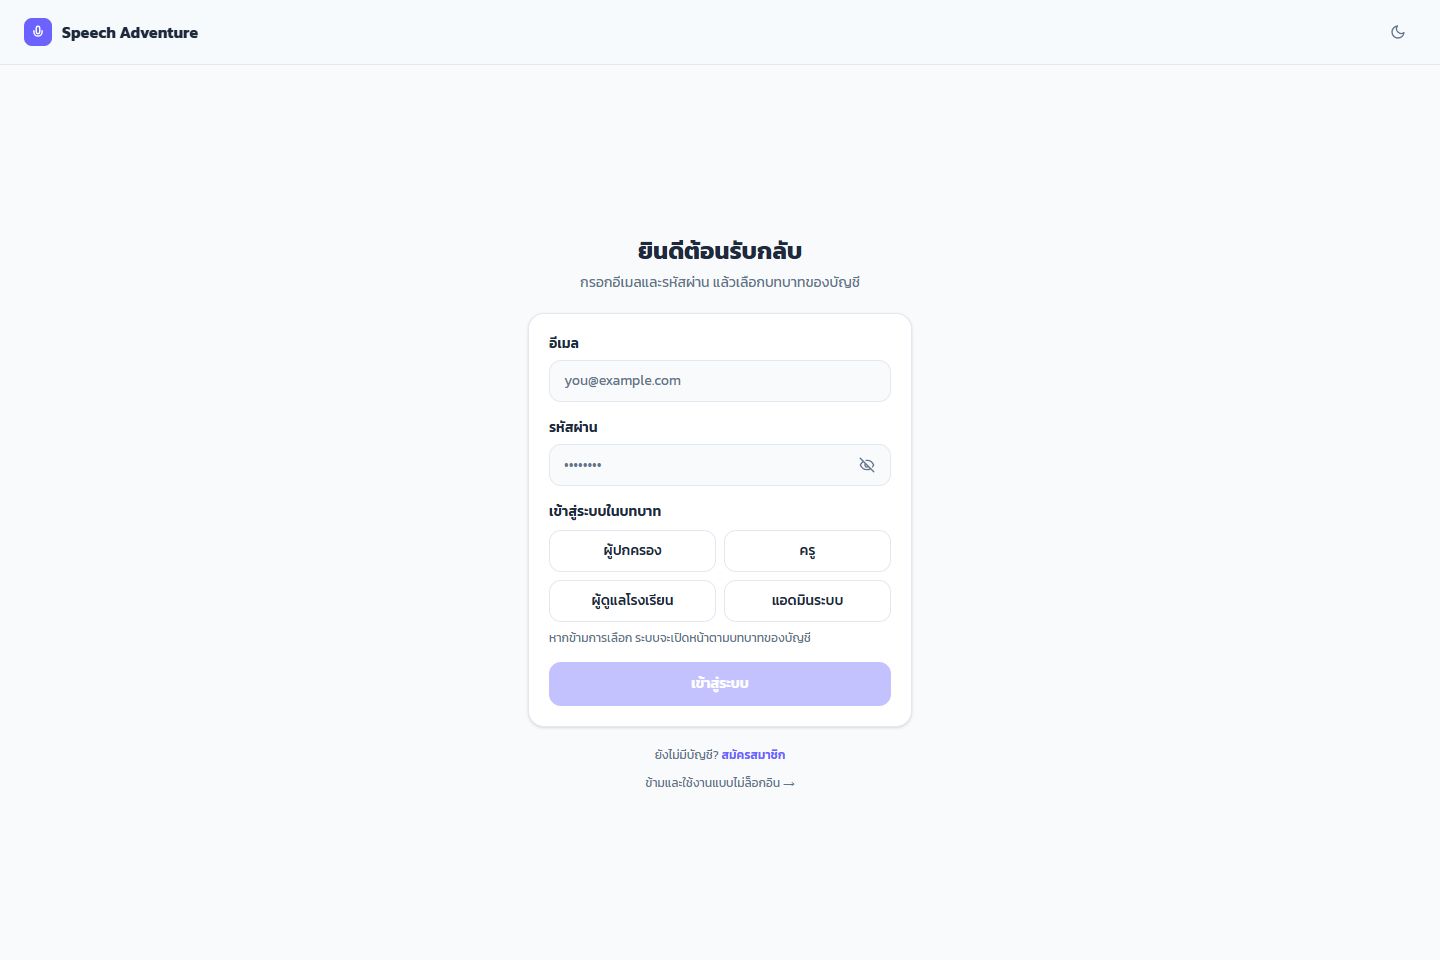 Speech Adventure
ยินดีต้อนรับกลับ
กรอกอีเมลและรหัสผ่าน แล้วเลือกบทบาทของบัญชี
อีเมล
you@example.com
รหัสผ่าน
••••••••
เข้าสู่ระบบในบทบาท
ผู้ปกครอง
ครู
ผู้ดูแลโรงเรียน
แอดมินระบบ
หากข้ามการเลือก ระบบจะเปิดหน้าตามบทบาทของบัญชี
เข้าสู่ระบบ
ยังไม่มีบัญชี? สมัครสมาชิก
ข้ามและใช้งานแบบไม่ล็อกอิน →